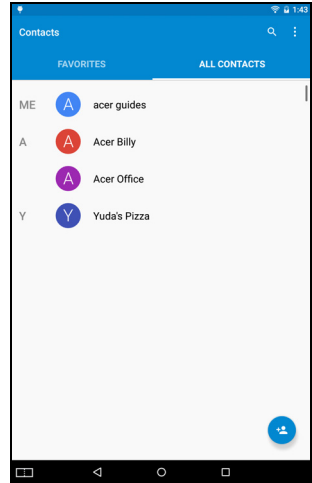 1:43
Contacts
FAVORITES ALL CONTACTS
ME A acer guides
A A Acer Billy
A Acer Office
Y Y Yuda's Pizza